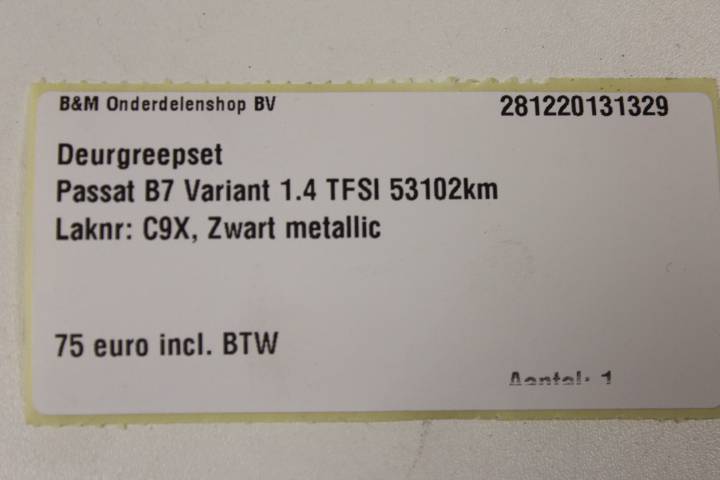 B&M Onderdelenshop BV 281220131329
Deurgreepset
Passat B7 Variant 1.4 TFSI 53102km
Laknr: C9X, Zwart metallic
75 euro incl. BTW
Aantal: 1